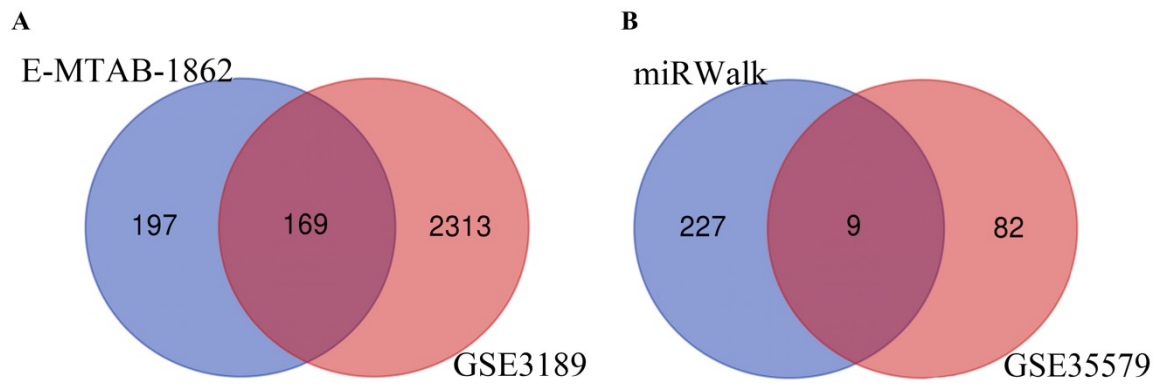 A
B
E-MTAB-1862
miRWalk
197
169
2313
227
9
82
GSE3189
GSE35579